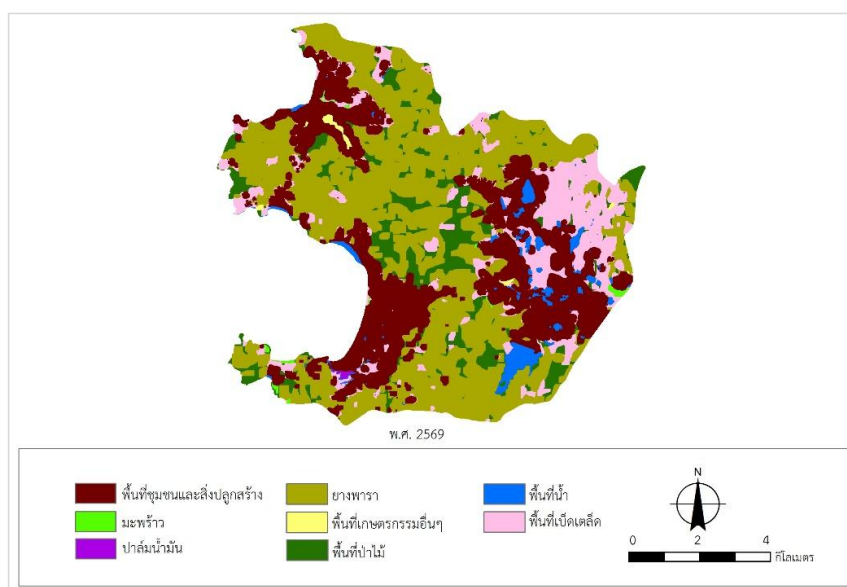 พ.ศ. 2569
พื้นที่ชุมชนและสิ่งปลูกสร้าง
มะพร้าว
ปาล์มน้ำมัน
ยางพารา
พื้นที่เกษตรกรรมอื่นๆ
พื้นที่ป่าไม้
พื้นที่น้ำ
พื้นที่เบ็ดเตล็ด
N
0 2 4
กิโลเมตร